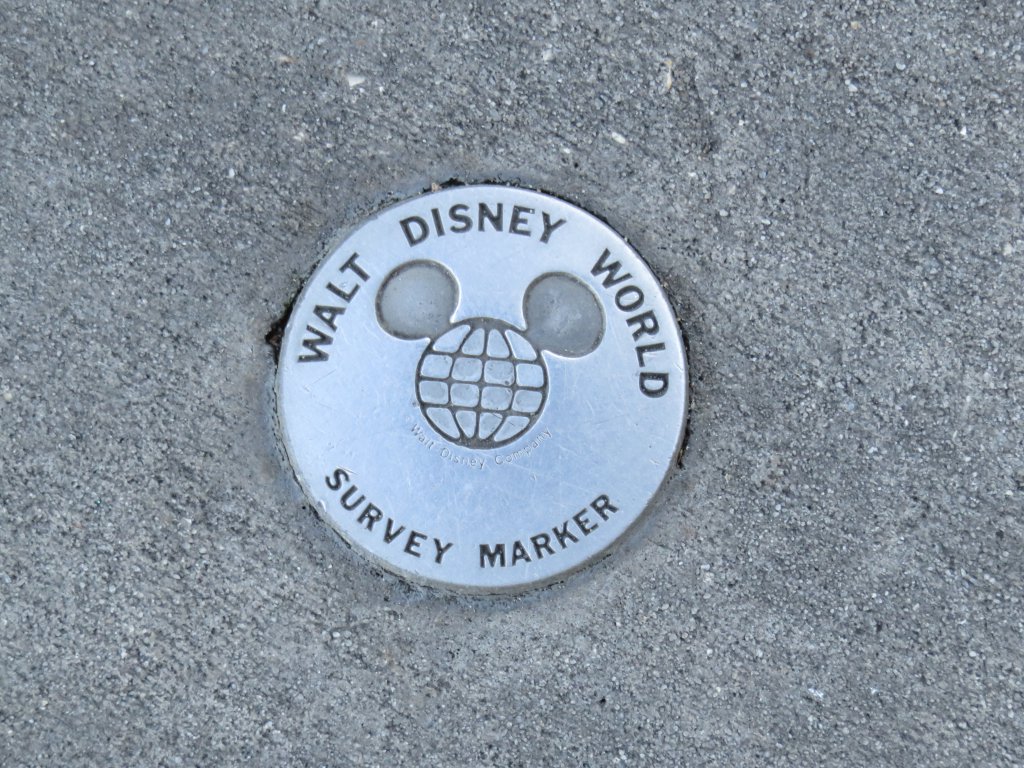 WALT DISNEY WORLD
Walt Disney Company
SURVEY MARKER